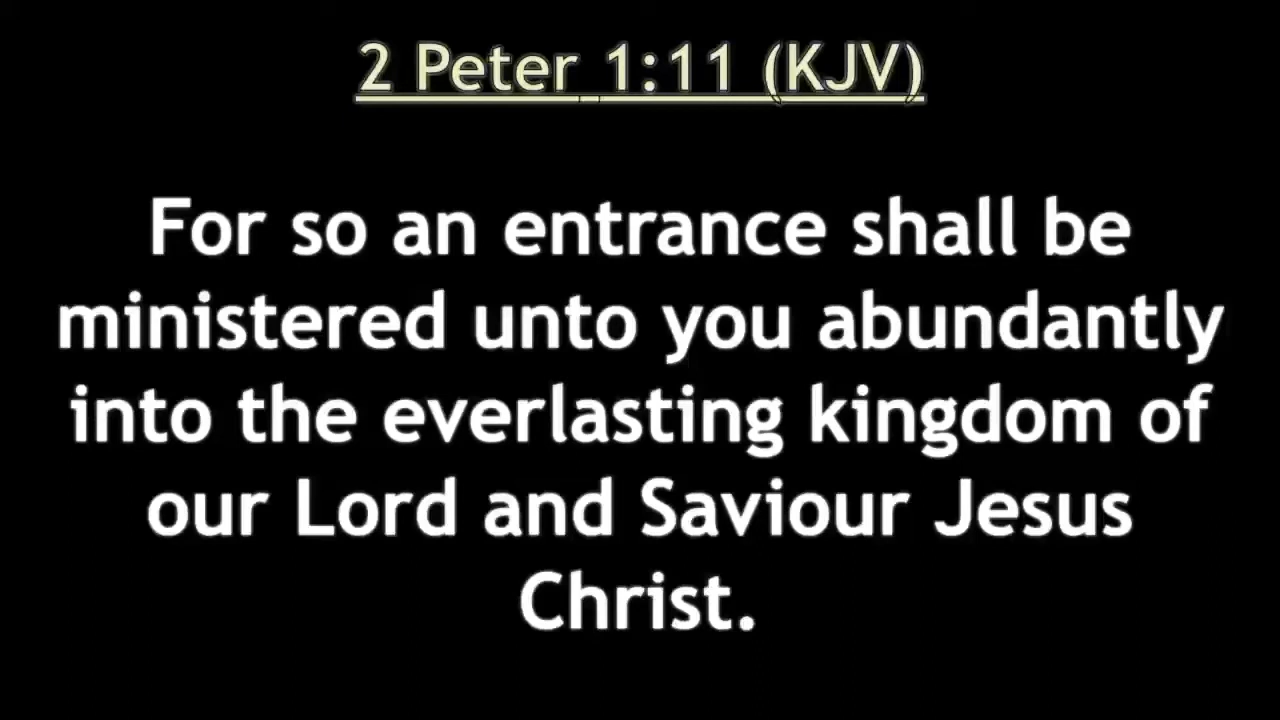 2 Peter 1:11 (KJV)
For so an entrance shall be
ministered unto you abundantly
into the everlasting kingdom of
our Lord and Saviour Jesus
Christ.